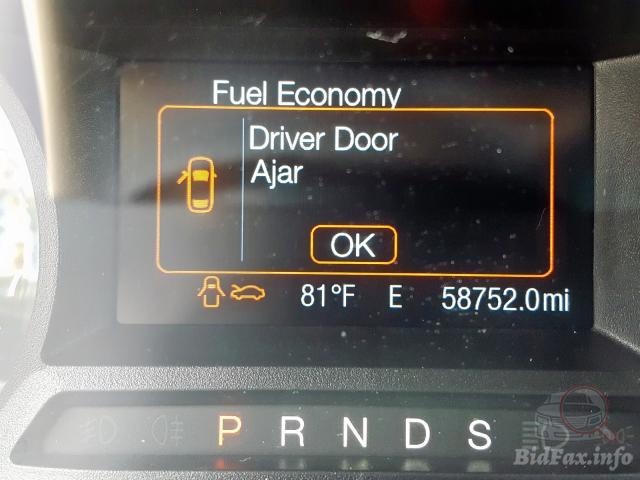 Fuel Economy
Driver Door
Ajar
OK
81°F E 58752.0mi
P R N D S
BidFax.info